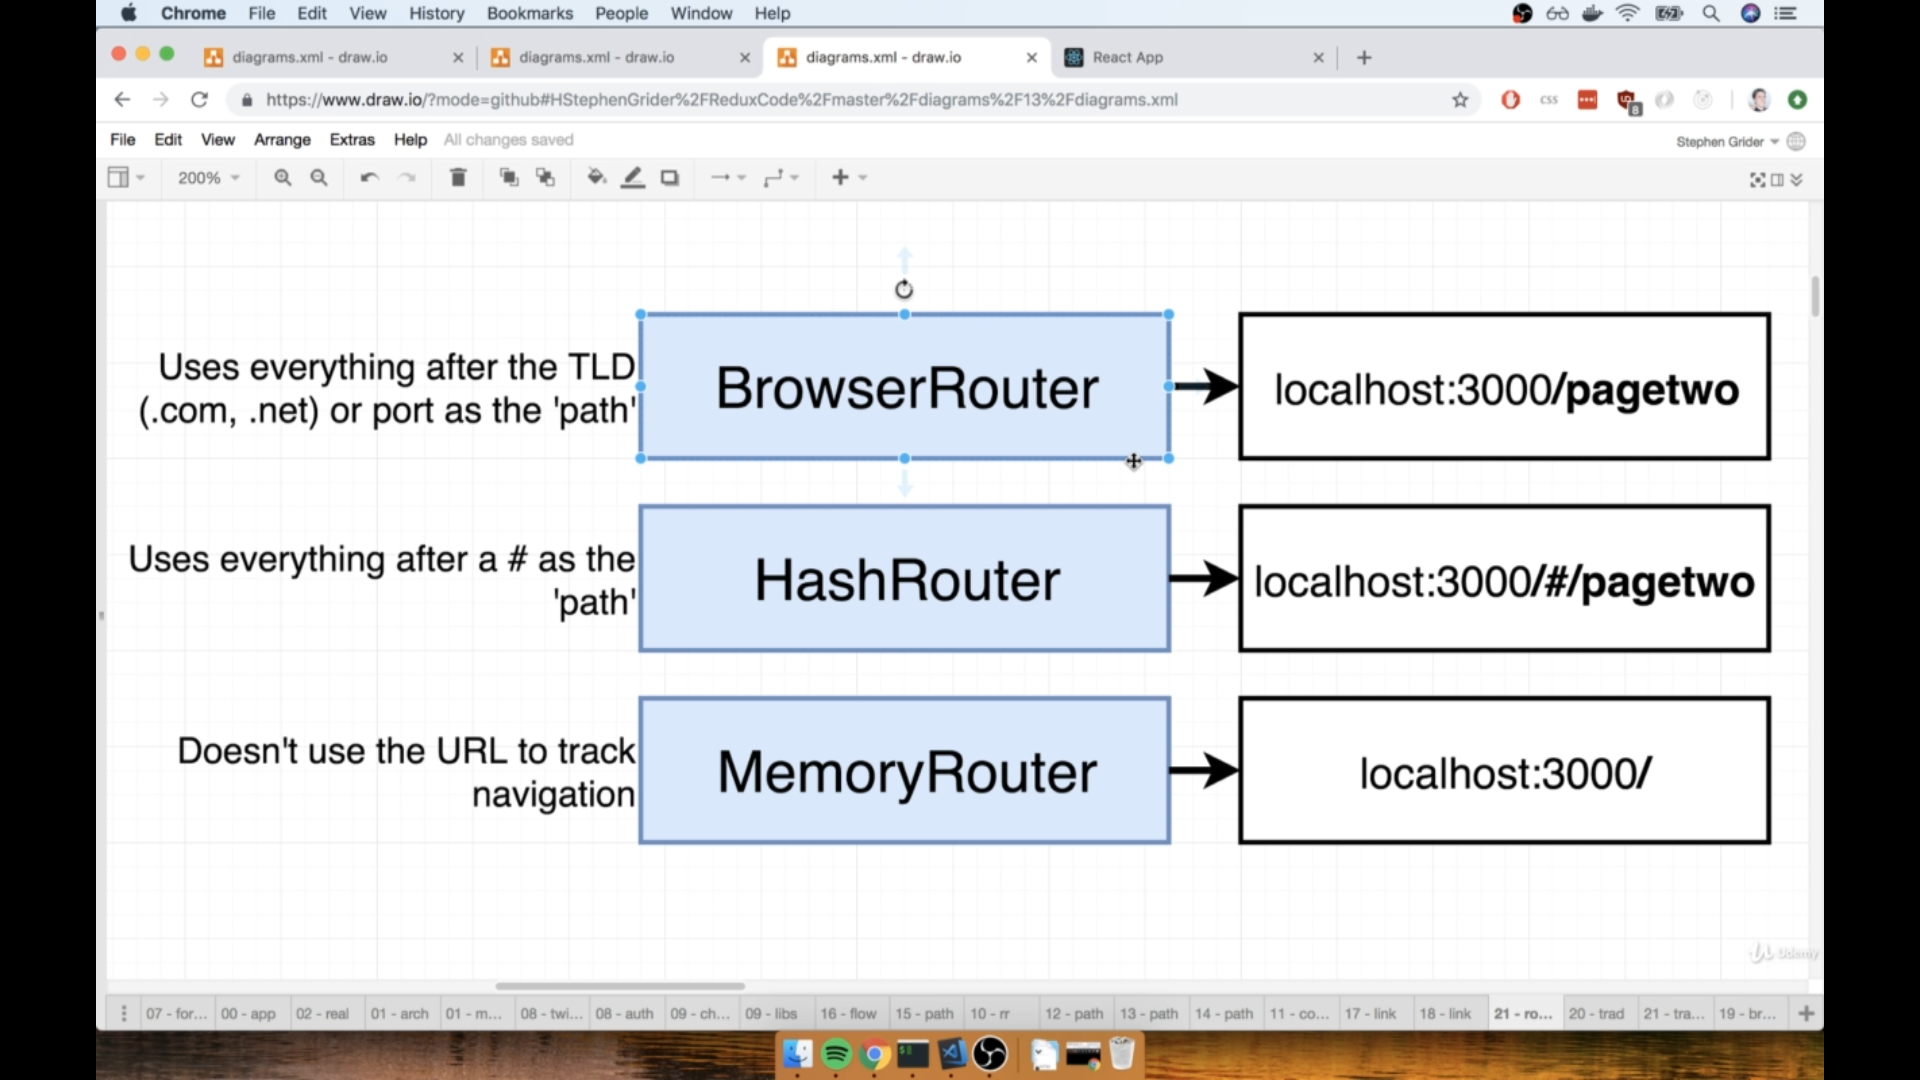 Chrome File Edit View History Bookmarks People Window Help
diagrams.xml - draw.io diagrams.xml - draw.io diagrams.xml - draw.io React App
https://www.draw.io/?mode=github#HStephenGrider%2FReduxCode%2Fmaster%2Fdiagrams%2F13%2Fdiagrams.xml
CSS
8
File Edit View Arrange Extras Help All changes saved
Stephen Grider
200%
Uses everything after the TLD
(.com, .net) or port as the 'path'
BrowserRouter
localhost:3000/pagetwo
Uses everything after a # as the
'path'
HashRouter
localhost:3000/#/pagetwo
Doesn't use the URL to track
navigation
MemoryRouter
localhost:3000/
Udemy
07 - for... 00 - app 02 - real 01 - arch 01 - m... 08 - twi... 08 - auth 09 - ch... 09 - libs 16 - flow 15 - path 10 - rr 12 - path 13 - path 14 - path 11 - co... 17 - link 18 - link 21 - ro... 20 - trad 21 - tra... 19 - br...